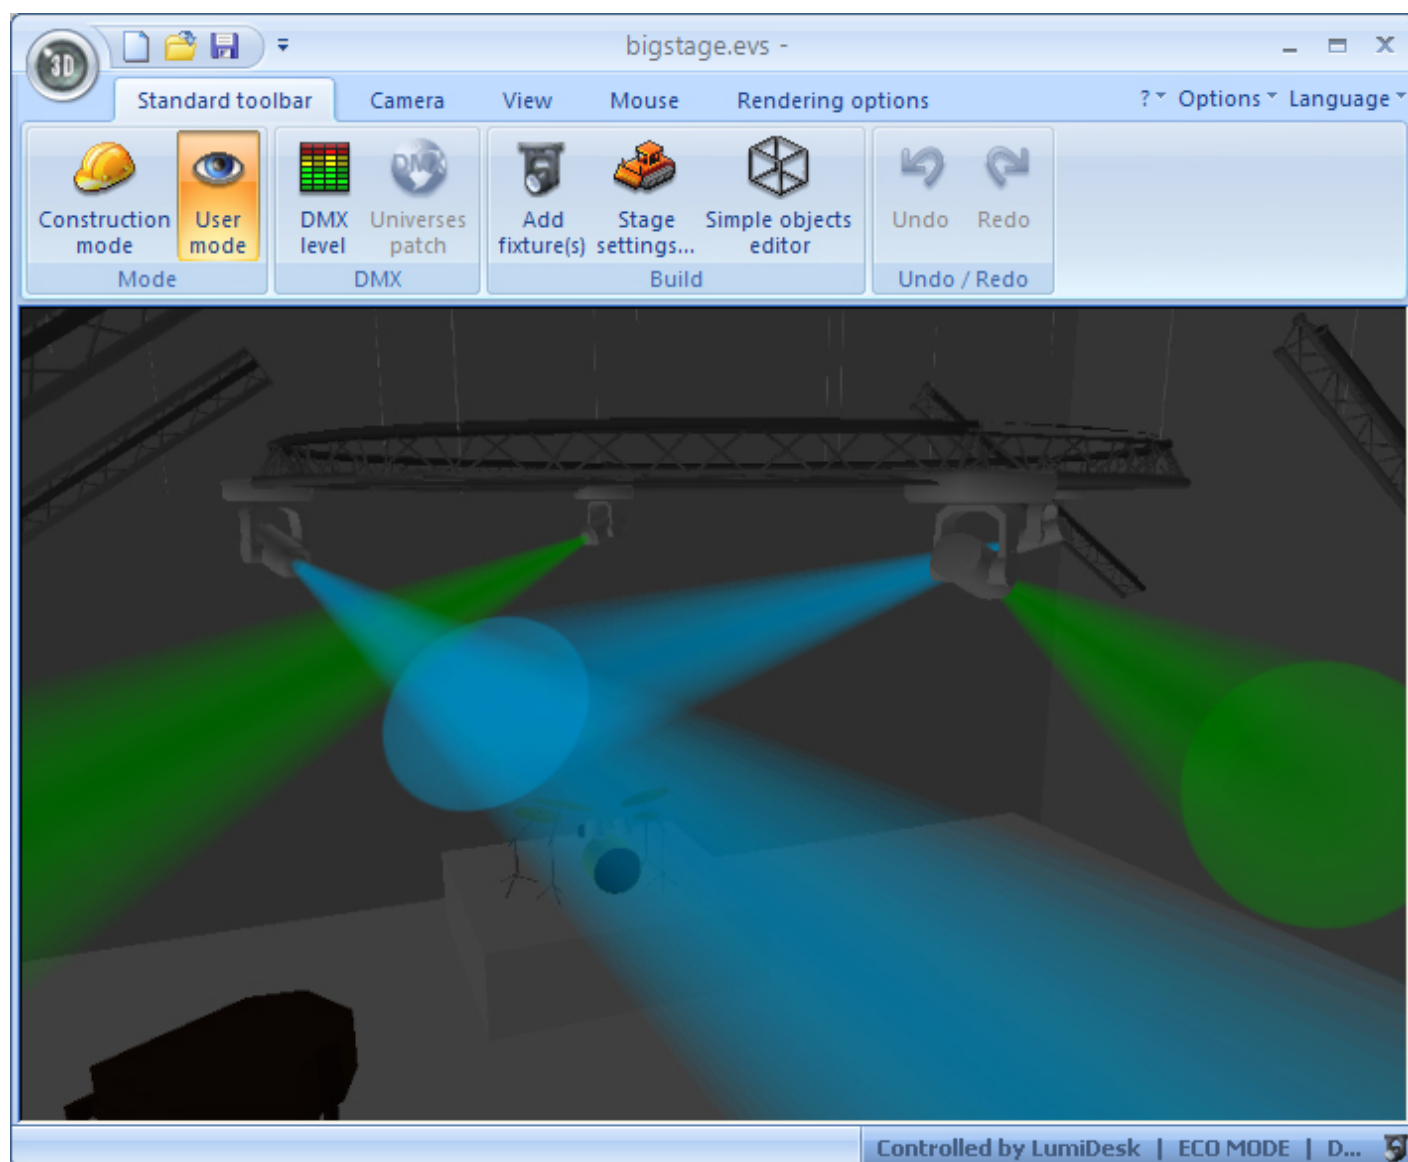 bigstage.evs -
3D
Standard toolbar Camera View Mouse Rendering options ? Options Language
Construction mode
User mode
DMX level
Universes patch
Add fixture(s)
Stage settings...
Simple objects editor
Undo
Redo
Mode DMX Build Undo / Redo
Controlled by LumiDesk | ECO MODE | D...